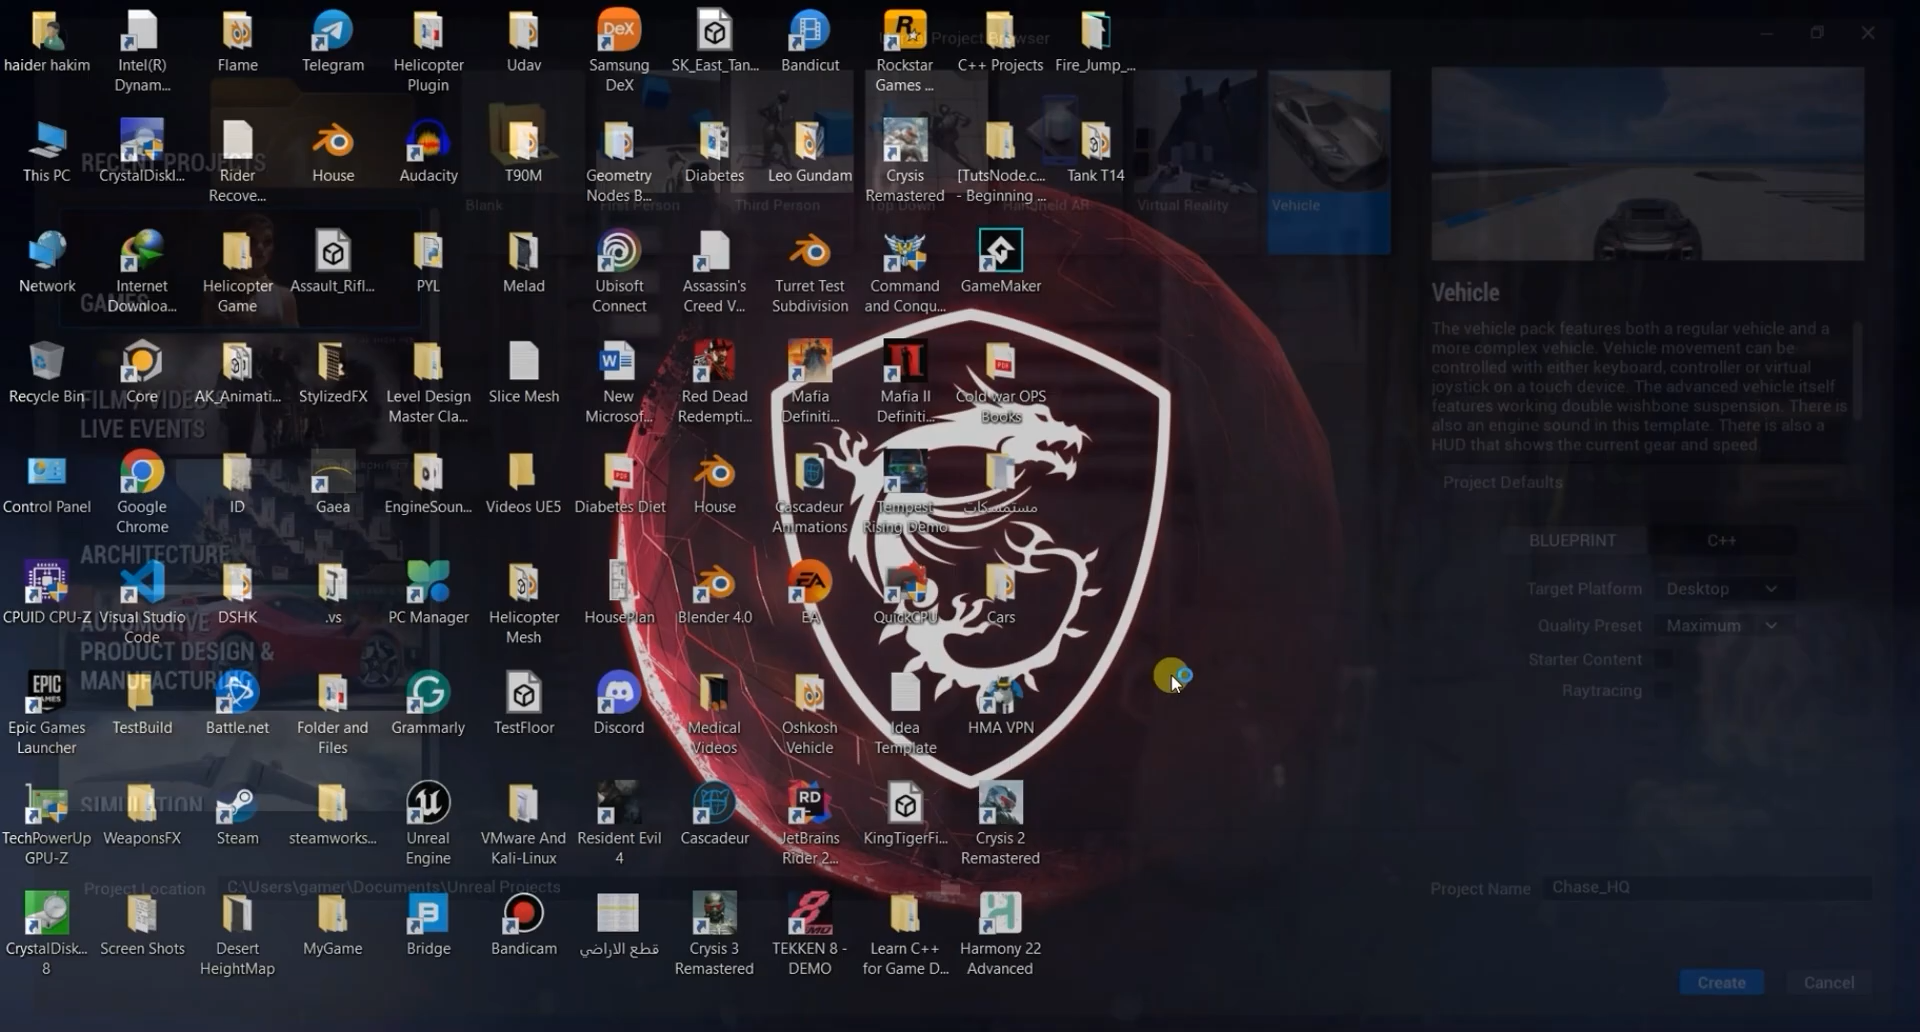 haider hakim
Intel(R)
Dynam...
Flame
Telegram
Helicopter
Plugin
Udav
Samsung
DeX
SK_East_Tan...
Bandicut
Rockstar
Games ...
C++ Projects
Fire_Jump_...
Unreal Project Browser
This PC
CrystalDiskI...
Rider
Recove...
House
Audacity
T90M
Geometry
Nodes B...
Diabetes
Leo Gundam
Crysis
Remastered
[TutsNode.c...
- Beginning ...
Tank T14
RECENT PROJECTS
Blank
First Person
Third Person
Top Down
Handheld AR
Virtual Reality
Vehicle
Network
Internet
Downloa...
Helicopter
Game
Assault_Rifl...
PYL
Melad
Ubisoft
Connect
Assassin's
Creed V...
Turret Test
Subdivision
Command
and Conqu...
GameMaker
GAMES
Recycle Bin
Core
AK_Animati...
StylizedFX
Level Design
Master Cla...
Slice Mesh
New
Microsof...
Red Dead
Redempti...
Mafia
Definiti...
Mafia II
Definiti...
Cold war OPS
Books
FILM / VIDEO &
LIVE EVENTS
Control Panel
Google
Chrome
ID
Gaea
EngineSoun...
Videos UE5
Diabetes Diet
House
Cascadeur
Animations
Tempest
Rising Demo
مستمسكات
ARCHITECTURE
CPUID CPU-Z
Visual Studio
Code
DSHK
.vs
PC Manager
Helicopter
Mesh
HousePlan
Blender 4.0
EA
QuickCPU
Cars
AUTOMOTIVE
PRODUCT DESIGN &
MANUFACTURING
Epic Games
Launcher
TestBuild
Battle.net
Folder and
Files
Grammarly
TestFloor
Discord
Medical
Videos
Oshkosh
Vehicle
Idea
Template
HMA VPN
SIMULATION
TechPowerUp
GPU-Z
WeaponsFX
Steam
steamworks...
Unreal
Engine
VMware And
Kali-Linux
Resident Evil
4
Cascadeur
JetBrains
Rider 2...
KingTigerFi...
Crysis 2
Remastered
Project Location
C:\Users\gamer\Documents\Unreal Projects
CrystalDisk...
8
Screen Shots
Desert
HeightMap
MyGame
Bridge
Bandicam
قطع الاراضي
Crysis 3
Remastered
TEKKEN 8 -
DEMO
Learn C++
for Game D...
Harmony 22
Advanced
Vehicle
The vehicle pack features both a regular vehicle and a
more complex vehicle. Vehicle movement can be
controlled with either keyboard, controller or virtual
joystick on a touch device. The advanced vehicle itself
features working double wishbone suspension. There is
also an engine sound in this template. There is also a
HUD that shows the current gear and speed.
Project Defaults
BLUEPRINT
C++
Target Platform
Desktop
Quality Preset
Maximum
Starter Content
Raytracing
Project Name
Chase_HQ
Create
Cancel